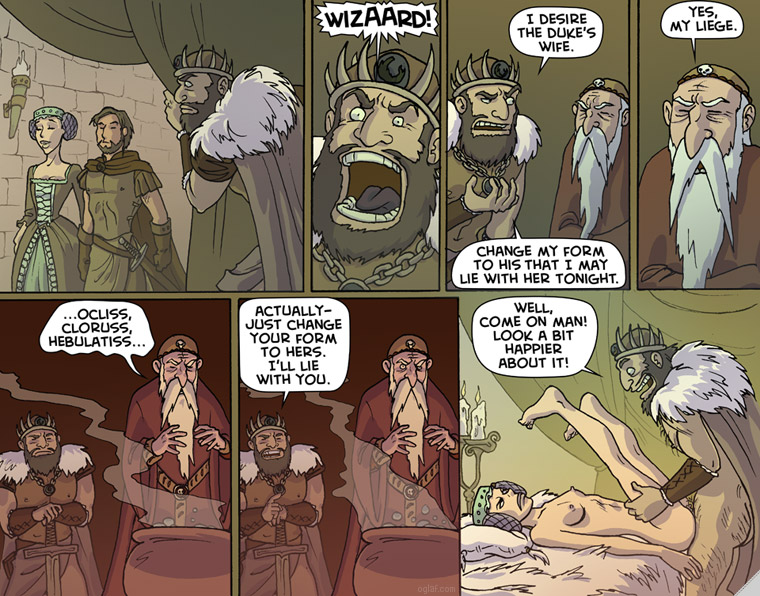 WIZAARD!
I DESIRE
THE DUKE'S
WIFE.
CHANGE MY FORM
TO HIS THAT I MAY
LIE WITH HER TONIGHT.
YES,
MY LIEGE.
...OCLISS,
CLORUSS,
HEBULATISS...
ACTUALLY-
JUST CHANGE
YOUR FORM
TO HERS.
I'LL LIE
WITH YOU.
WELL,
COME ON MAN!
LOOK A BIT
HAPPIER
ABOUT IT!
oglaf.com